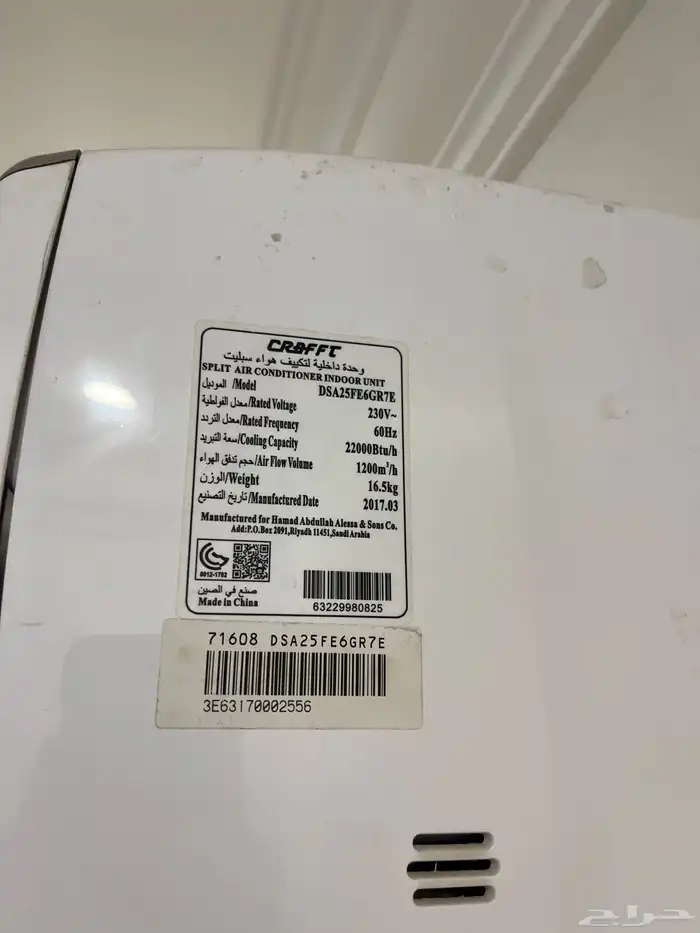 CRAFFT
وحدة داخلية لتكييف هواء سبليت
SPLIT AIR CONDITIONER INDOOR UNIT
الموديل /Model DSA25FE6GR7E
معدل الفولطية/Rated Voltage 230V~
معدل التردد/Rated Frequency 60Hz
سعة التبريد/Cooling Capacity 22000Btu/h
حجم تدفق الهواء/Air Flow Volume 1200m³/h
الوزن/Weight 16.5kg
تاريخ التصنيع/Manufactured Date 2017.03
Manufactured for Hamad Abdullah Alessa & Sons Co.
Add:P.O.Box 2091,Riyadh 11451,Saudi Arabia
0012-1762
صنع في الصين
Made in China
63229980825
71608 DSA25FE6GR7E
3E63170002556
حراج